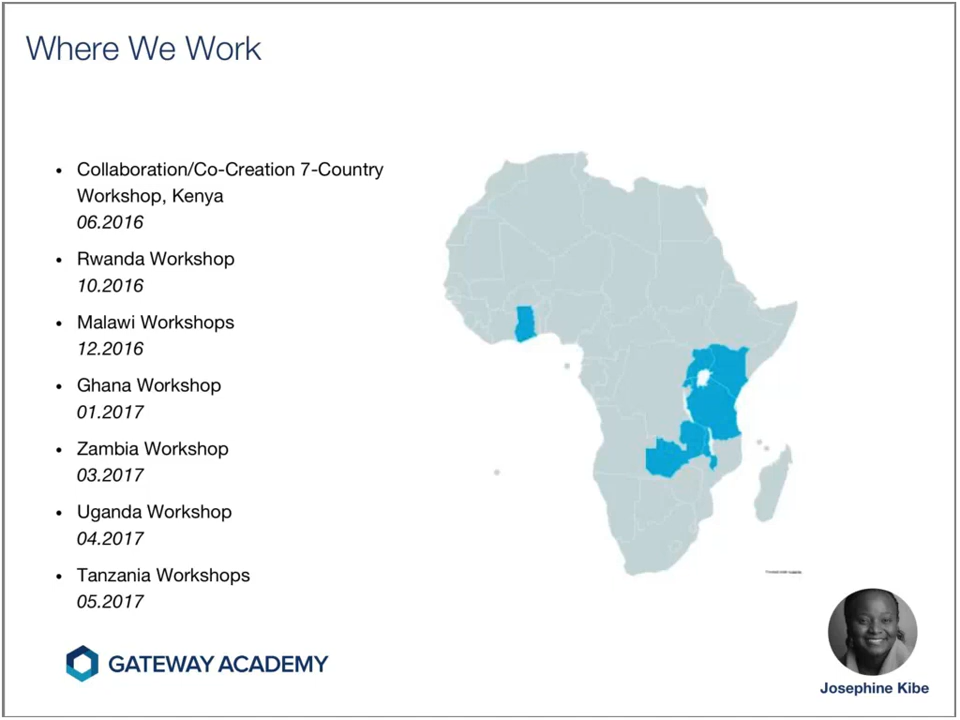 Where We Work
• Collaboration/Co-Creation 7-Country
Workshop, Kenya
06.2016
• Rwanda Workshop
10.2016
• Malawi Workshops
12.2016
• Ghana Workshop
01.2017
• Zambia Workshop
03.2017
• Uganda Workshop
04.2017
• Tanzania Workshops
05.2017
GATEWAY ACADEMY
Josephine Kibe